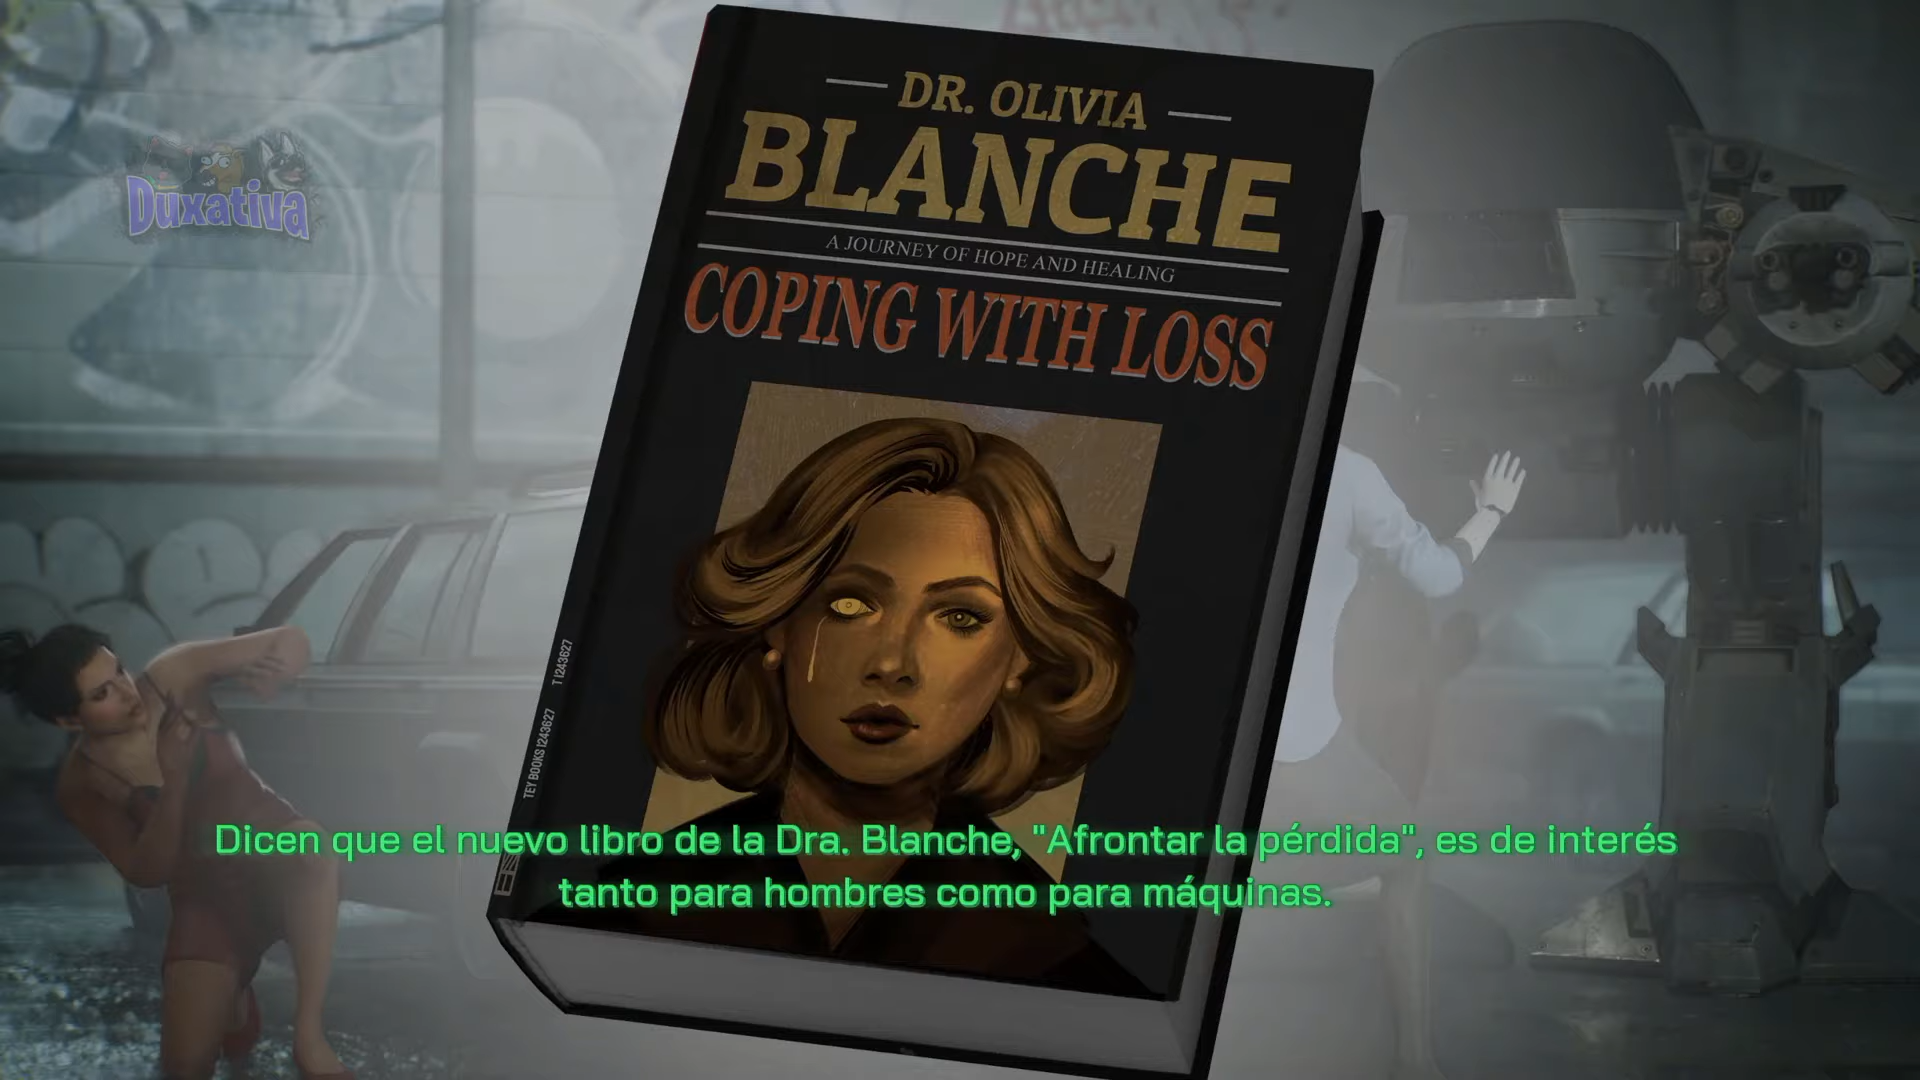 Duxativa
DR. OLIVIA
BLANCHE
A JOURNEY OF HOPE AND HEALING
COPING WITH LOSS
T 1243627
TEY BOOKS 1243627
Dicen que el nuevo libro de la Dra. Blanche, "Afrontar la pérdida", es de interés
tanto para hombres como para máquinas.